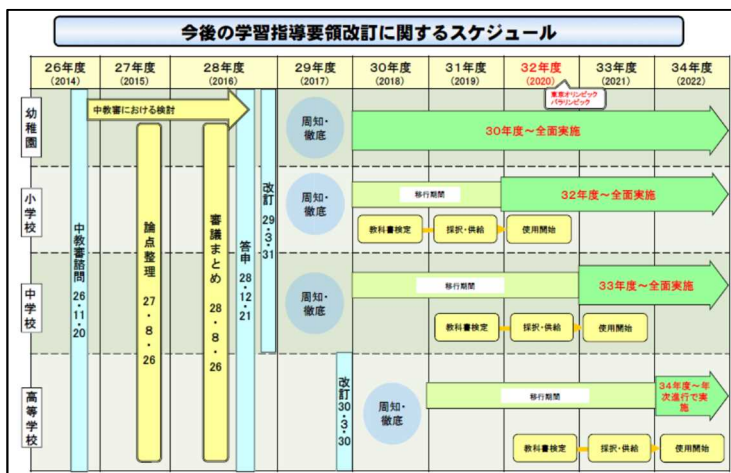 今後の学習指導要領改訂に関するスケジュール
26年度
(2014)
27年度
(2015)
28年度
(2016)
29年度
(2017)
30年度
(2018)
31年度
(2019)
32年度
(2020)
33年度
(2021)
34年度
(2022)
東京オリンピック
パラリンピック
幼稚園
中教審における検討
周知・
徹底
30年度～全面実施
小学校
周知・
徹底
移行期間
32年度～全面実施
教科書検定
採択・供給
使用開始
中教審諮問 26・11・20
論点整理 27・8・26
審議まとめ 28・8・26
答申 28・12・21
改訂 29・3・31
中学校
周知・
徹底
移行期間
33年度～全面実施
教科書検定
採択・供給
使用開始
高等学校
改訂 30・3・30
周知・
徹底
移行期間
34年度～年
次進行で実
施
教科書検定
採択・供給
使用開始